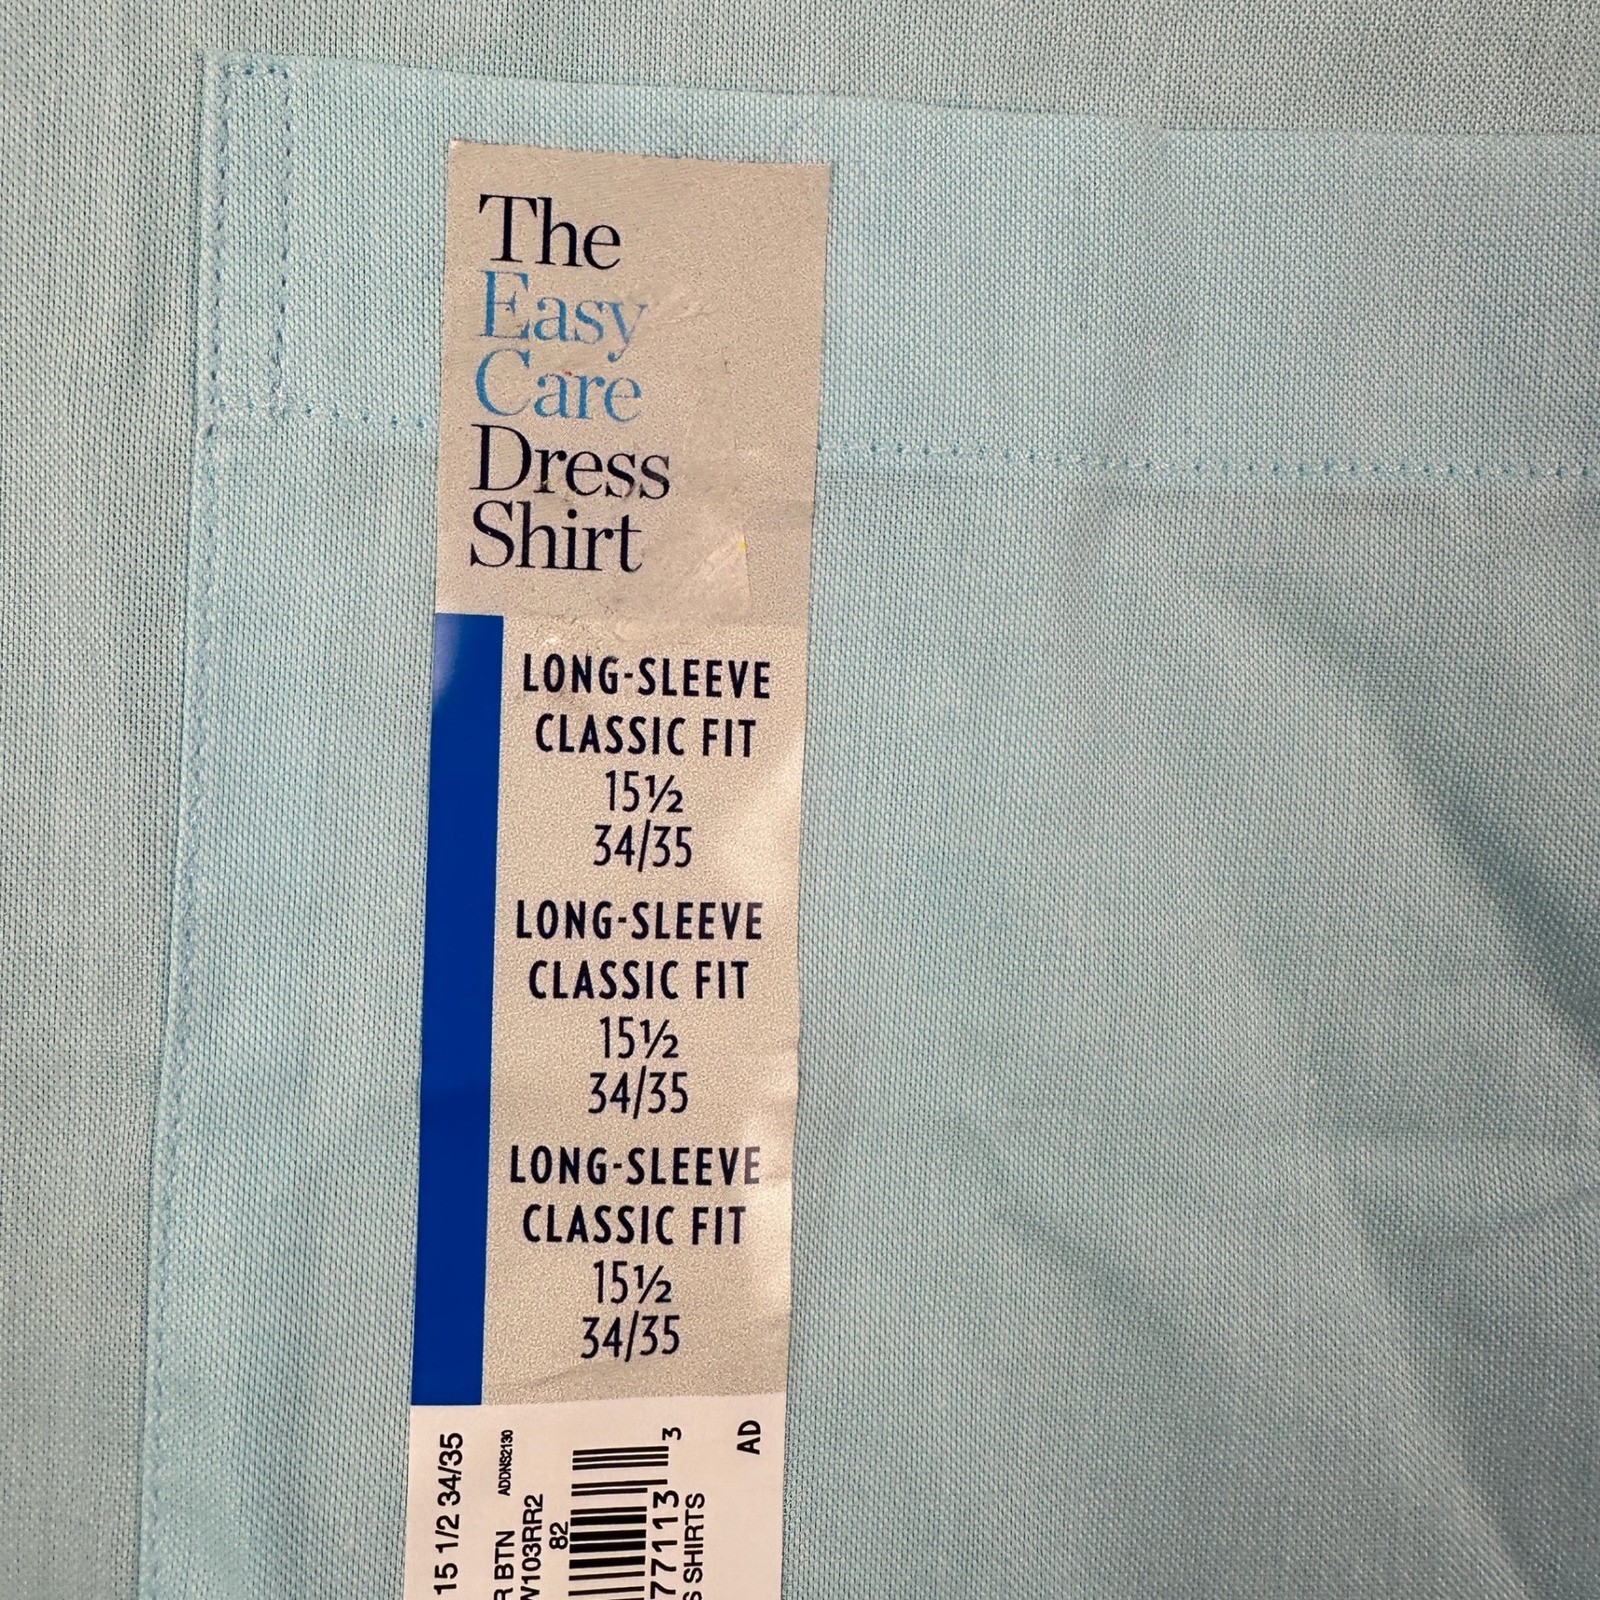 The
Easy
Care
Dress
Shirt
LONG-SLEEVE
CLASSIC FIT
15½
34/35
LONG-SLEEVE
CLASSIC FIT
15½
34/35
LONG-SLEEVE
CLASSIC FIT
15½
34/35
15 1/2 34/35
ADDNS2130
R BTN
W103RR2
82
77113 3
S SHIRTS
AD